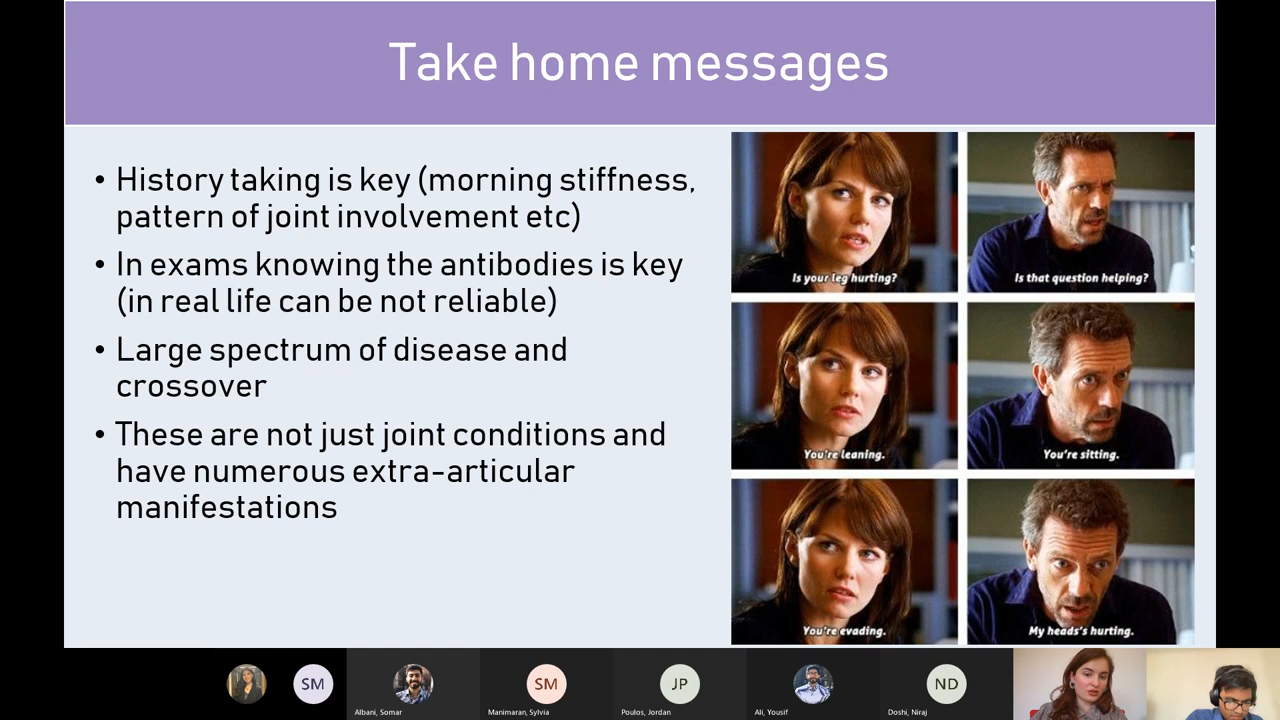 Take home messages
• History taking is key (morning stiffness,
pattern of joint involvement etc)
• In exams knowing the antibodies is key
(in real life can be not reliable)
• Large spectrum of disease and
crossover
• These are not just joint conditions and
have numerous extra-articular
manifestations
Is your leg hurting?
Is that question helping?
You're leaning.
You're sitting.
You're evading.
My heads's hurting.
SM
Albani, Somar
SM
Manimaran, Sylvia
JP
Poulos, Jordan
Ali, Yousif
ND
Doshi, Niraj